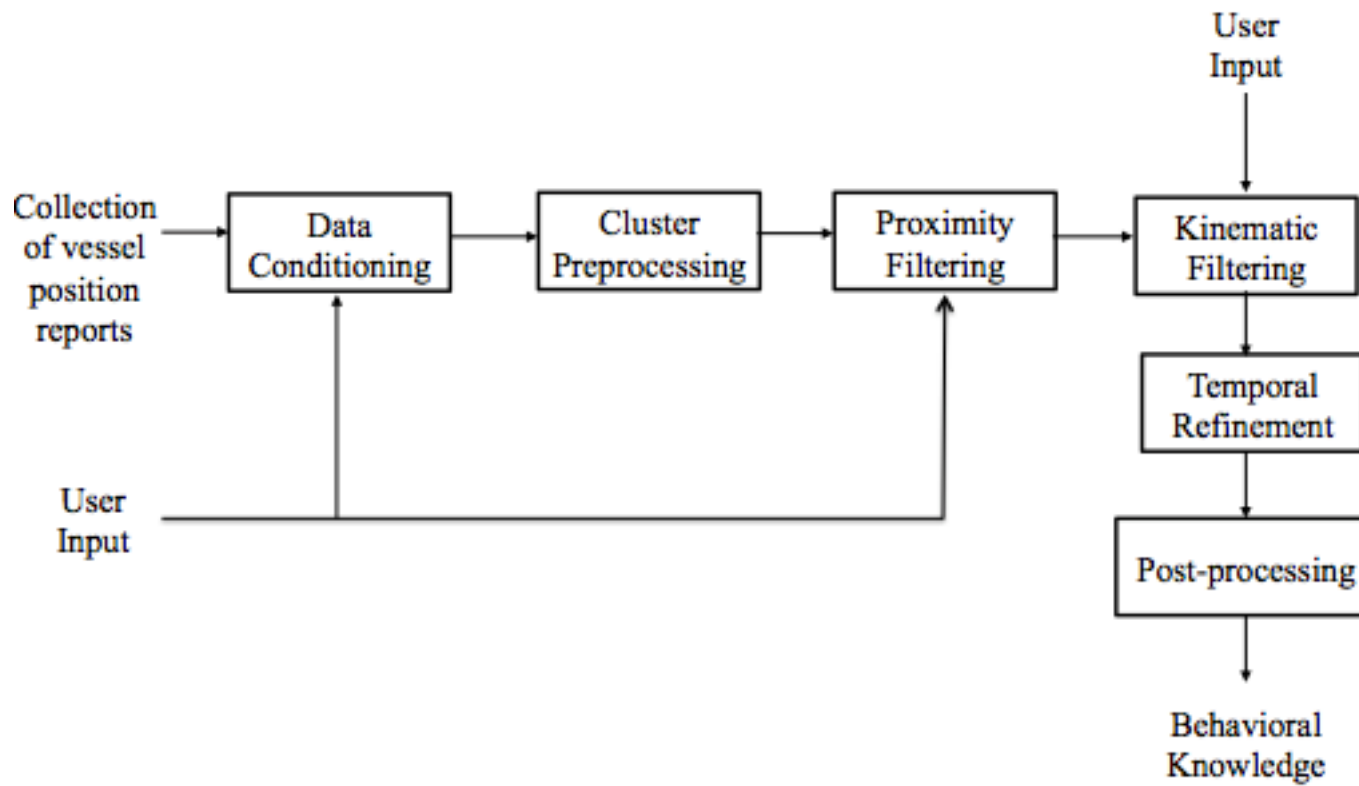 User
Input
Collection
of vessel
position
reports
Data
Conditioning
Cluster
Preprocessing
Proximity
Filtering
Kinematic
Filtering
Temporal
Refinement
User
Input
Post-processing
Behavioral
Knowledge